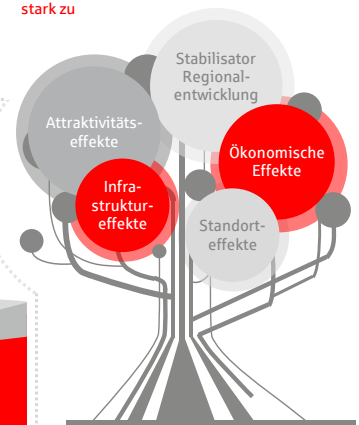 stark zu
Stabilisator
Regional-
entwicklung
Attraktivitäts-
effekte
Ökonomische
Effekte
Infra-
struktur-
effekte
Standort-
effekte